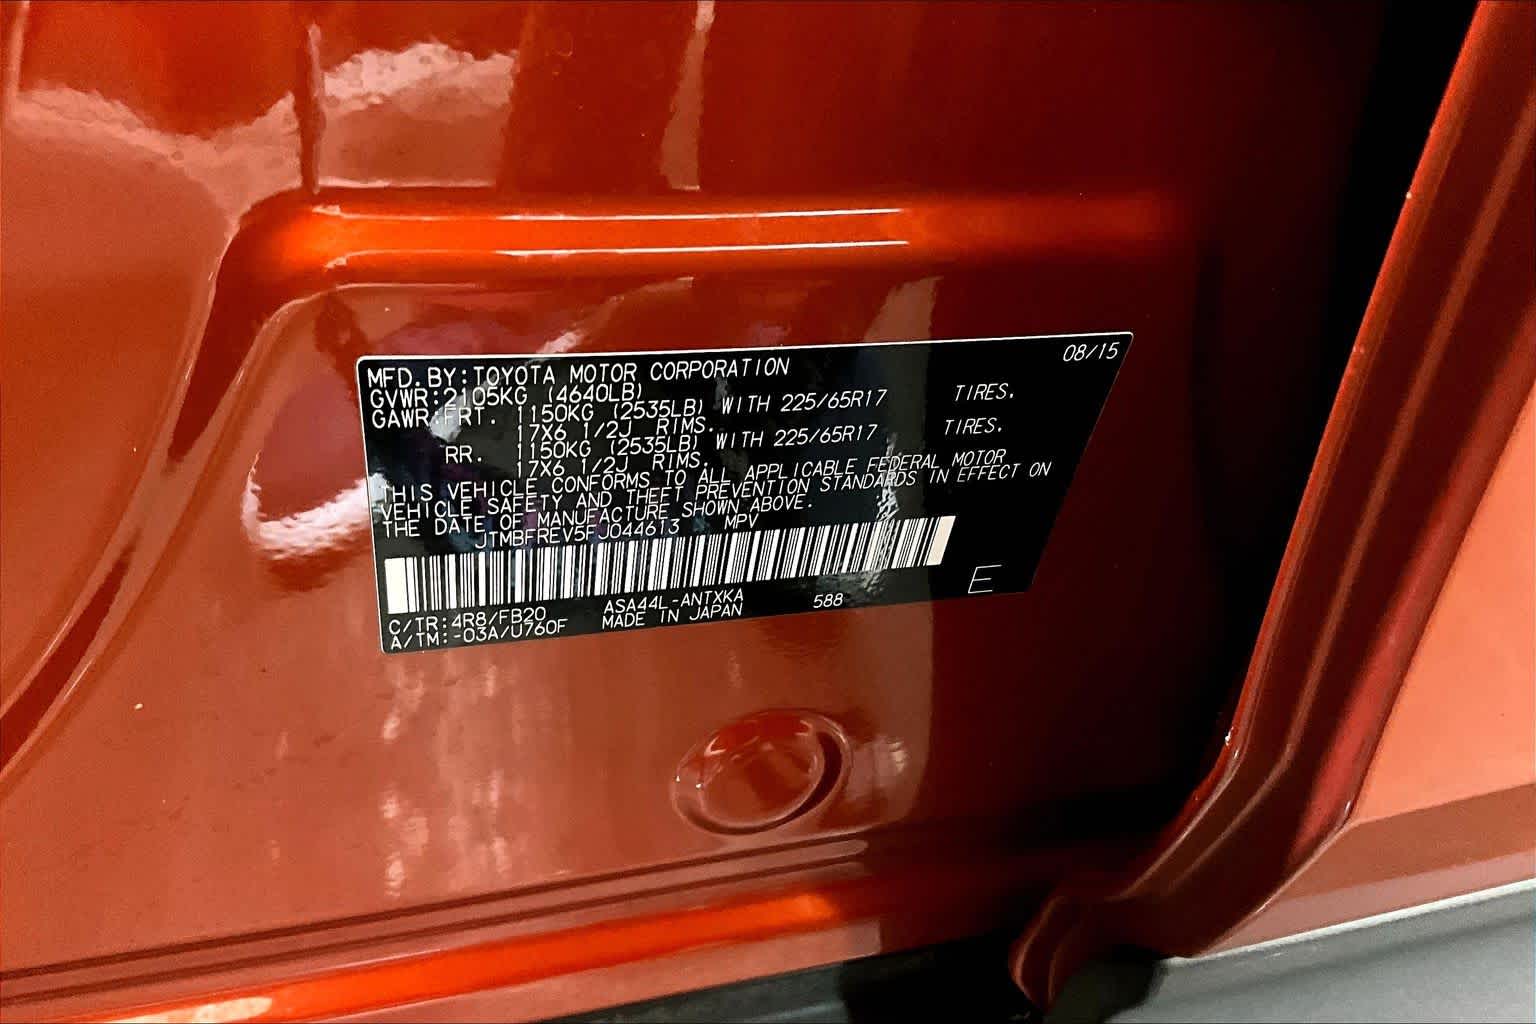 08/15
MFD. BY: TOYOTA MOTOR CORPORATION
GVWR: 2105KG (4640LB)
GAWR: FRT. 1150KG (2535LB) WITH 225/65R17 TIRES.
17X6 1/2J RIMS.
RR. 1150KG (2535LB) WITH 225/65R17 TIRES.
17X6 1/2J RIMS.
THIS VEHICLE CONFORMS TO ALL APPLICABLE FEDERAL MOTOR
VEHICLE SAFETY AND THEFT PREVENTION STANDARDS IN EFFECT ON
THE DATE OF MANUFACTURE SHOWN ABOVE.
JTMBFREV5FJ044613 MPV
E
C/TR: 4R8/FB20 ASA44L-ANTXKA 588
A/TM: -03A/U760F MADE IN JAPAN